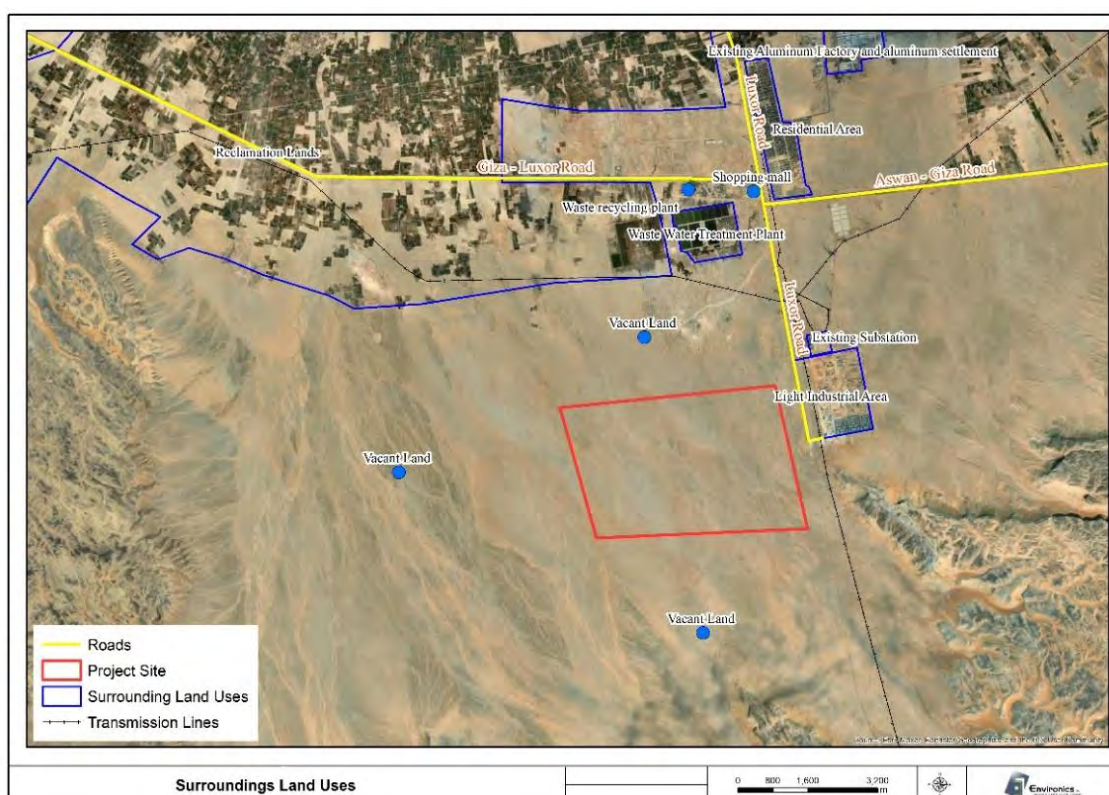 Existing Aluminum Factory and aluminum settlement
Luxor Road
Residential Area
Reclamation Lands
Giza - Luxor Road
Shopping mall
Aswan - Giza Road
Waste recycling plant
Waste Water Treatment Plant
Luxor Road
Vacant Land
Existing Substation
Light Industrial Area
Vacant Land
Vacant Land
Roads
Project Site
Surrounding Land Uses
Transmission Lines
Surroundings Land Uses
0 800 1,600 3,200
m
Environics